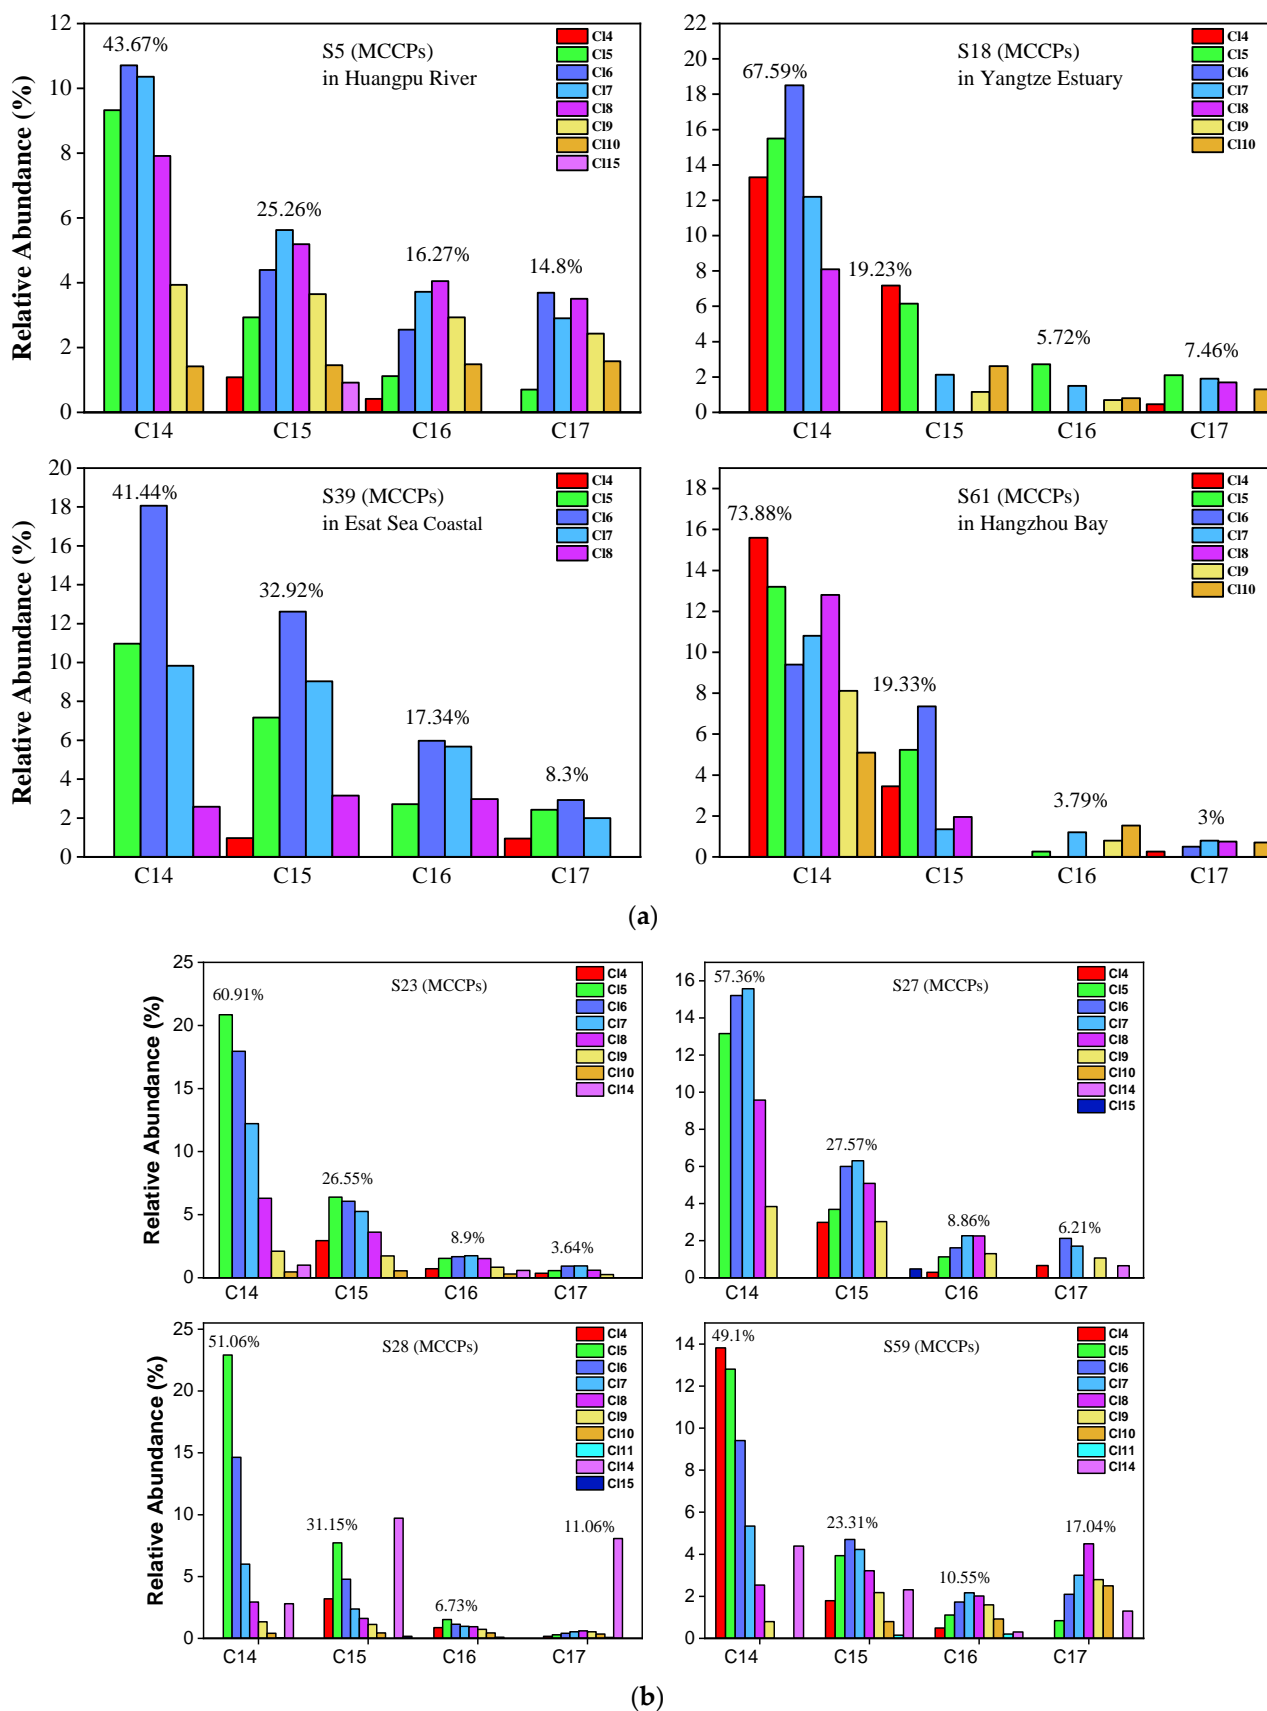 Relative Abundance (%)
12
10
8
6
4
2
0
43.67%
25.26%
16.27%
14.8%
S5 (MCCPs)
in Huangpu River
Cl4
Cl5
Cl6
Cl7
Cl8
Cl9
Cl10
Cl15
C14 C15 C16 C17
22
20
18
16
14
12
10
8
6
4
2
0
67.59%
19.23%
5.72%
7.46%
S18 (MCCPs)
in Yangtze Estuary
Cl4
Cl5
Cl6
Cl7
Cl8
Cl9
Cl10
C14 C15 C16 C17
Relative Abundance (%)
20
18
16
14
12
10
8
6
4
2
0
41.44%
32.92%
17.34%
8.3%
S39 (MCCPs)
in Esat Sea Coastal
Cl4
Cl5
Cl6
Cl7
Cl8
C14 C15 C16 C17
18
16
14
12
10
8
6
4
2
0
73.88%
19.33%
3.79%
3%
S61 (MCCPs)
in Hangzhou Bay
Cl4
Cl5
Cl6
Cl7
Cl8
Cl9
Cl10
C14 C15 C16 C17
(a)
Relative Abundance (%)
25
20
15
10
5
0
60.91%
26.55%
8.9%
3.64%
S23 (MCCPs)
Cl4
Cl5
Cl6
Cl7
Cl8
Cl9
Cl10
Cl14
C14 C15 C16 C17
16
14
12
10
8
6
4
2
0
57.36%
27.57%
8.86%
6.21%
S27 (MCCPs)
Cl4
Cl5
Cl6
Cl7
Cl8
Cl9
Cl10
Cl14
Cl15
C14 C15 C16 C17
Relative Abundance (%)
25
20
15
10
5
0
51.06%
31.15%
6.73%
11.06%
S28 (MCCPs)
Cl4
Cl5
Cl6
Cl7
Cl8
Cl9
Cl10
Cl11
Cl14
Cl15
C14 C15 C16 C17
14
12
10
8
6
4
2
0
49.1%
23.31%
10.55%
17.04%
S59 (MCCPs)
Cl4
Cl5
Cl6
Cl7
Cl8
Cl9
Cl10
Cl11
Cl14
C14 C15 C16 C17
(b)